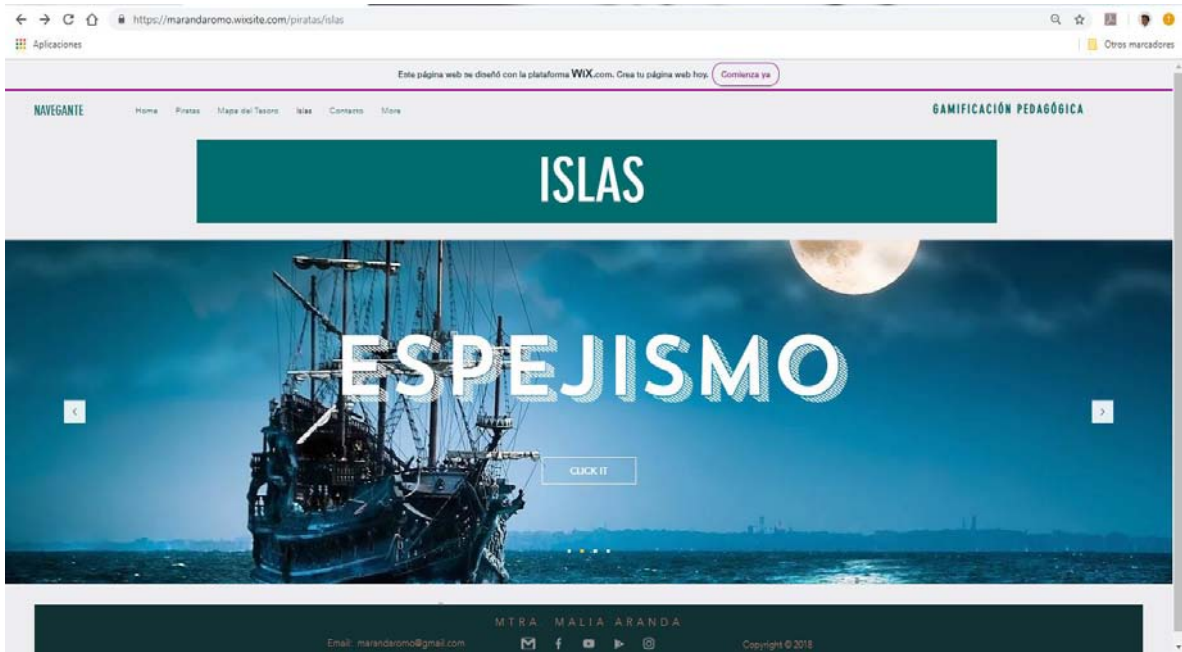 https://marandaromo.wixsite.com/piratas/islas
Aplicaciones
Otros marcadores
Este página web se diseñó con la plataforma WiX.com. Crea tu página web hoy. Comienza ya
NAVEGANTE Home Piratas Mapa del Tesoro Islas Contacto More GAMIFICACIÓN PEDAGÓGICA
ISLAS
ESPEJISMO
CLICK IT
MTRA. MALIA ARANDA
Email: marandaromo@gmail.com
Copyright © 2018